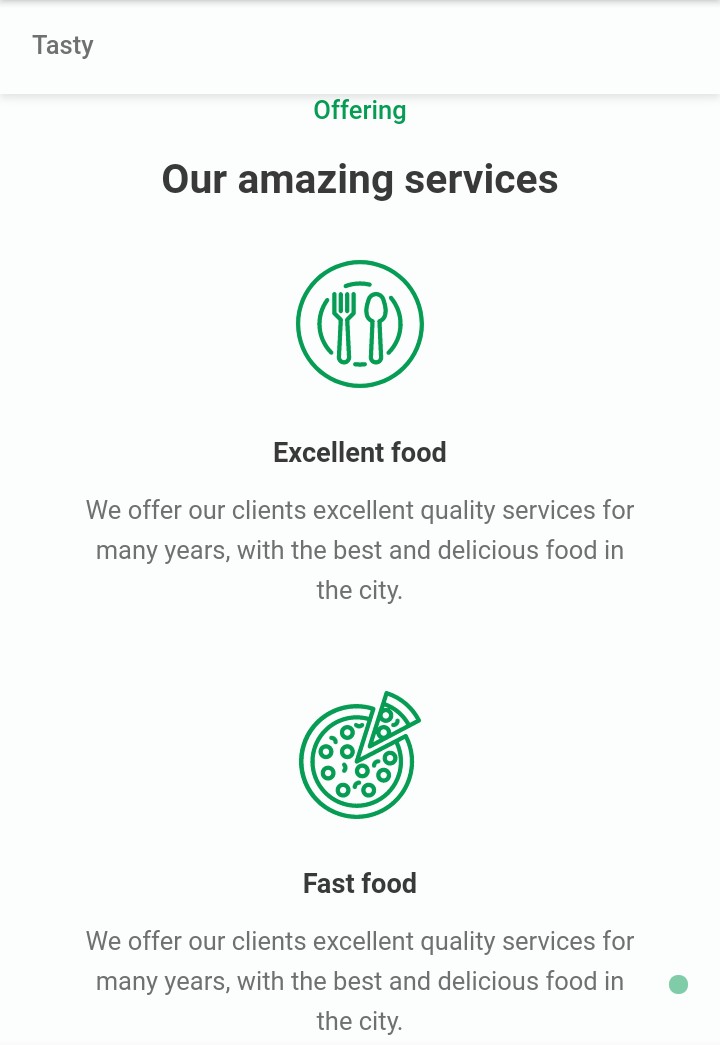 Tasty
Offering
Our amazing services
Excellent food
We offer our clients excellent quality services for
many years, with the best and delicious food in
the city.
Fast food
We offer our clients excellent quality services for
many years, with the best and delicious food in
the city.